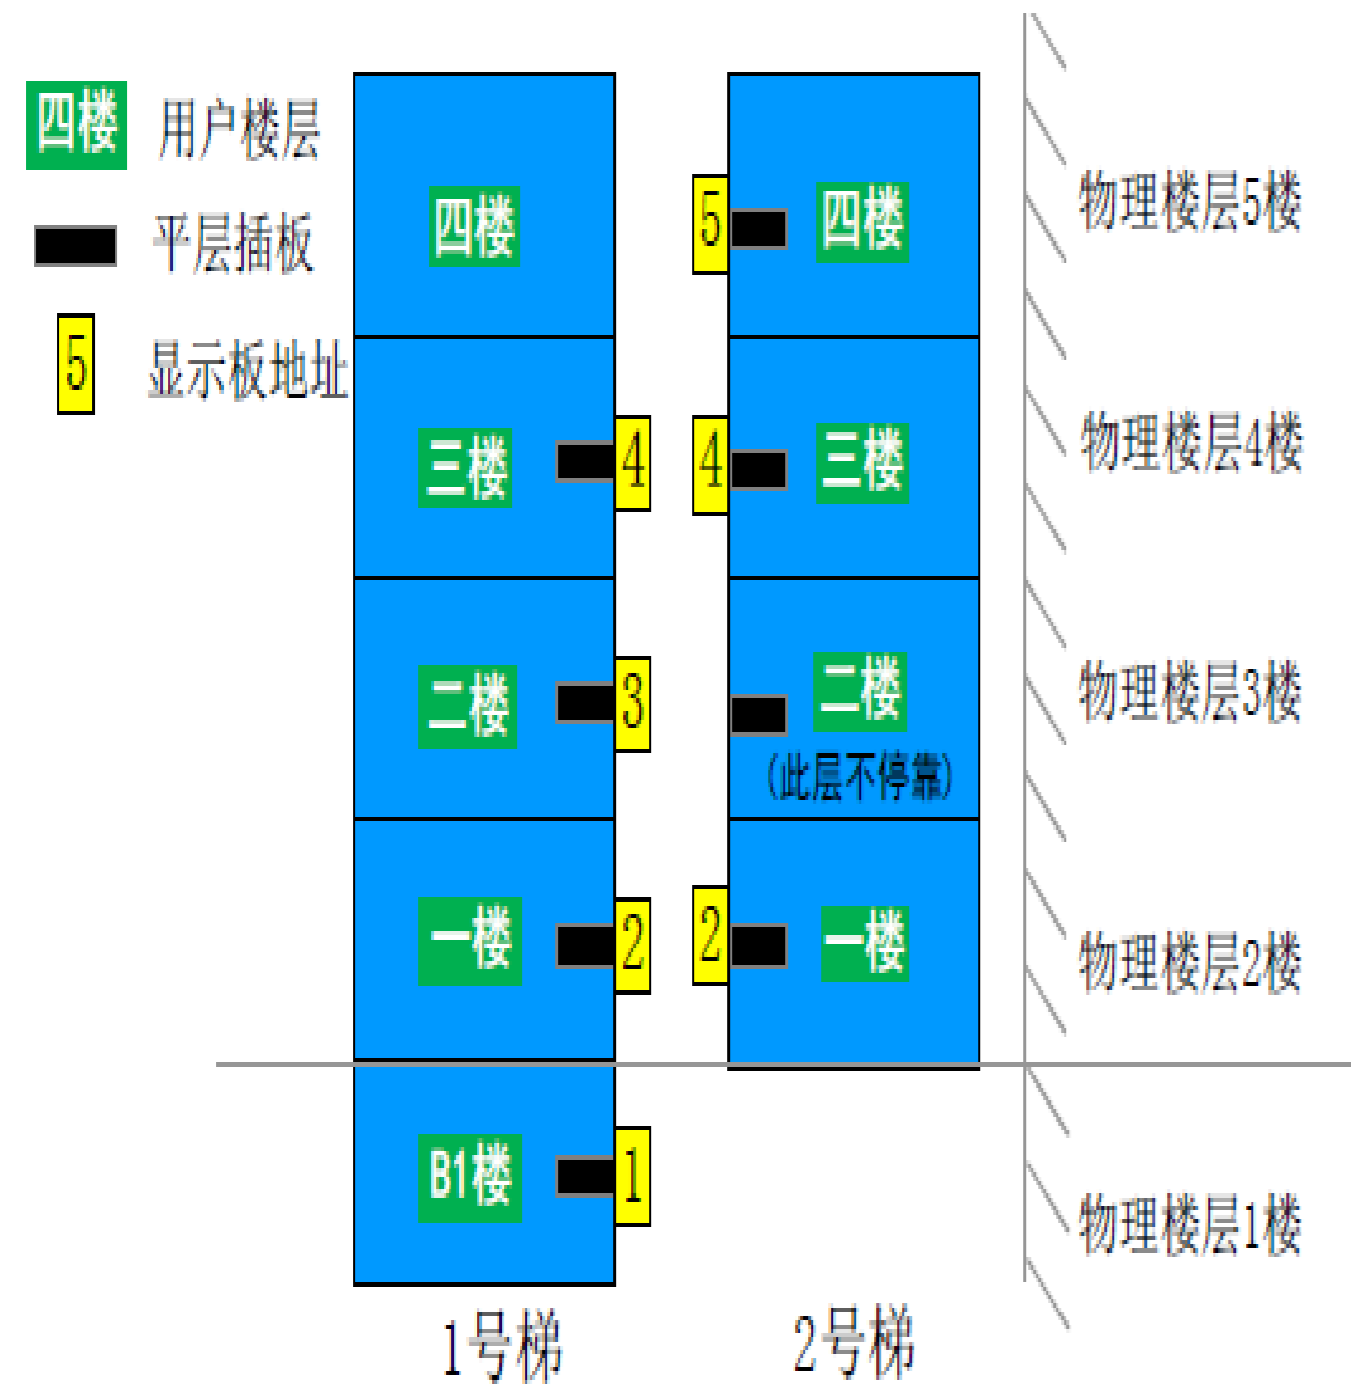 四楼 用户楼层
平层插板
5 显示板地址
四楼
5 四楼
物理楼层5楼
三楼 4
4 三楼
物理楼层4楼
二楼 3
二楼
(此层不停靠)
物理楼层3楼
一楼 2
2 一楼
物理楼层2楼
B1楼 1
物理楼层1楼
1号梯
2号梯